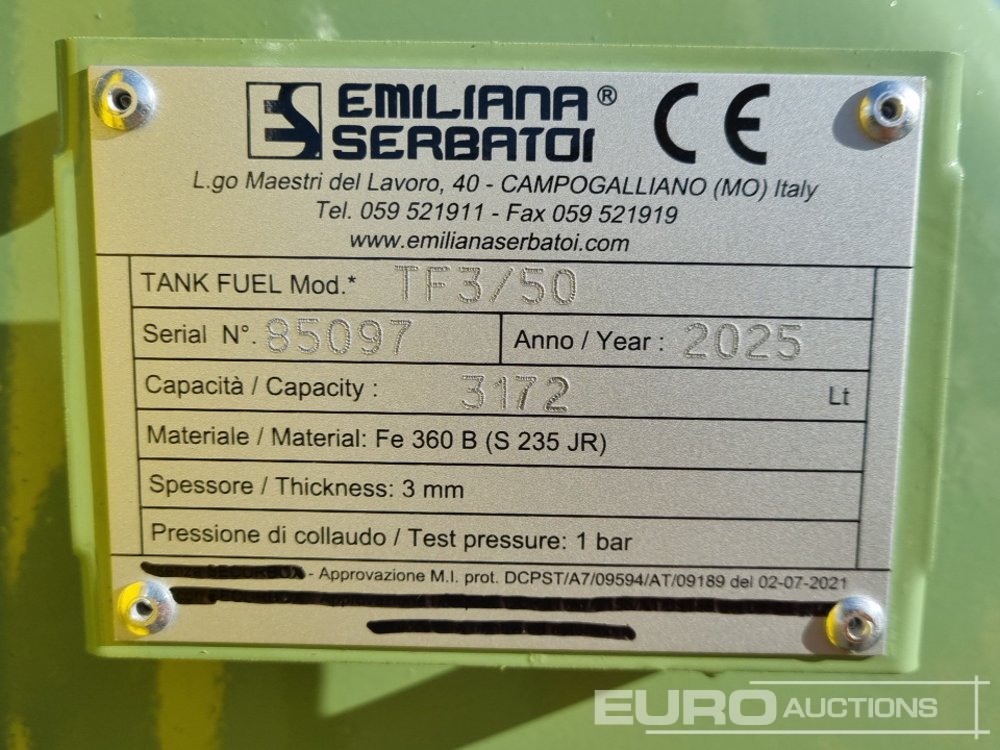 EMILIANA ®
SERBATOI
CE
L.go Maestri del Lavoro, 40 - CAMPOGALLIANO (MO) Italy
Tel. 059 521911 - Fax 059 521919
www.emilianaserbatoi.com
TANK FUEL Mod.* TF3/50
Serial N°. 85097 Anno / Year : 2025
Capacità / Capacity : 3172 Lt
Materiale / Material: Fe 360 B (S 235 JR)
Spessore / Thickness: 3 mm
Pressione di collaudo / Test pressure: 1 bar
- Approvazione M.I. prot. DCPST/A7/09594/AT/09189 del 02-07-2021
EURO AUCTIONS